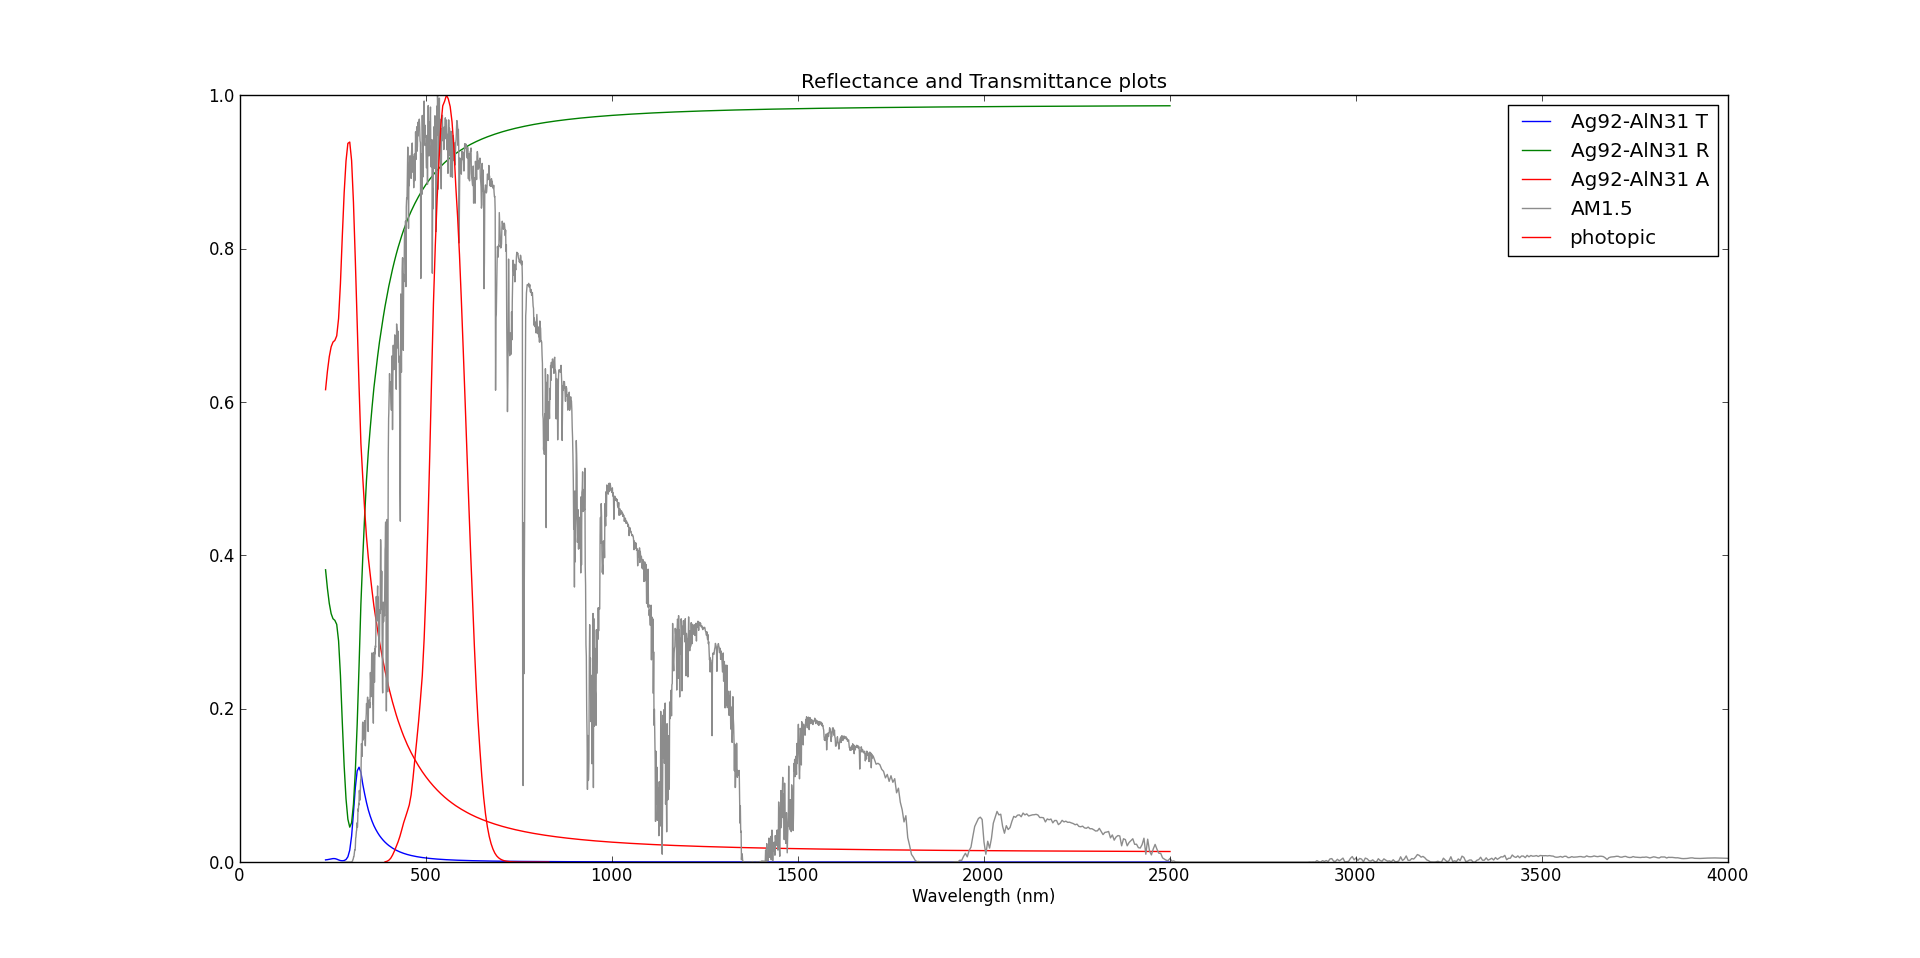 Reflectance and Transmittance plots
1.0
0.8
0.6
0.4
0.2
0.0
Ag92-AlN31 T
Ag92-AlN31 R
Ag92-AlN31 A
AM1.5
photopic
0 500 1000 1500 2000 2500 3000 3500 4000
Wavelength (nm)